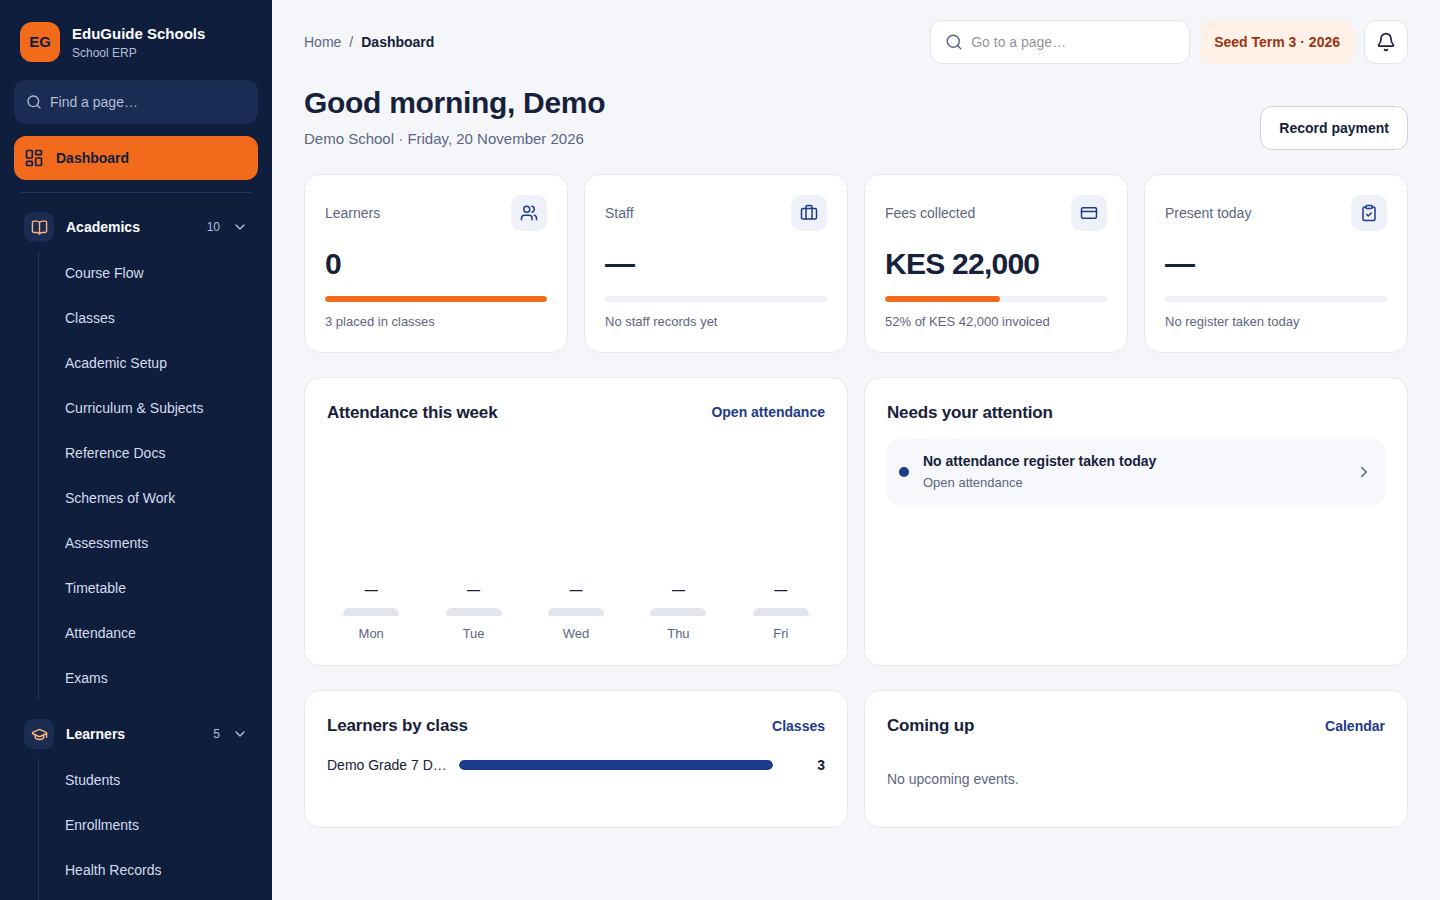 EG
EduGuide Schools
School ERP
Find a page…
Dashboard
Academics 10
Course Flow
Classes
Academic Setup
Curriculum & Subjects
Reference Docs
Schemes of Work
Assessments
Timetable
Attendance
Exams
Learners 5
Students
Enrollments
Health Records
Home / Dashboard
Go to a page…
Seed Term 3 · 2026
Good morning, Demo
Demo School · Friday, 20 November 2026
Record payment
Learners
0
3 placed in classes
Staff
—
No staff records yet
Fees collected
KES 22,000
52% of KES 42,000 invoiced
Present today
—
No register taken today
Attendance this week
Open attendance
— — — — —
Mon Tue Wed Thu Fri
Needs your attention
No attendance register taken today
Open attendance
Learners by class
Classes
Demo Grade 7 D… 3
Coming up
Calendar
No upcoming events.